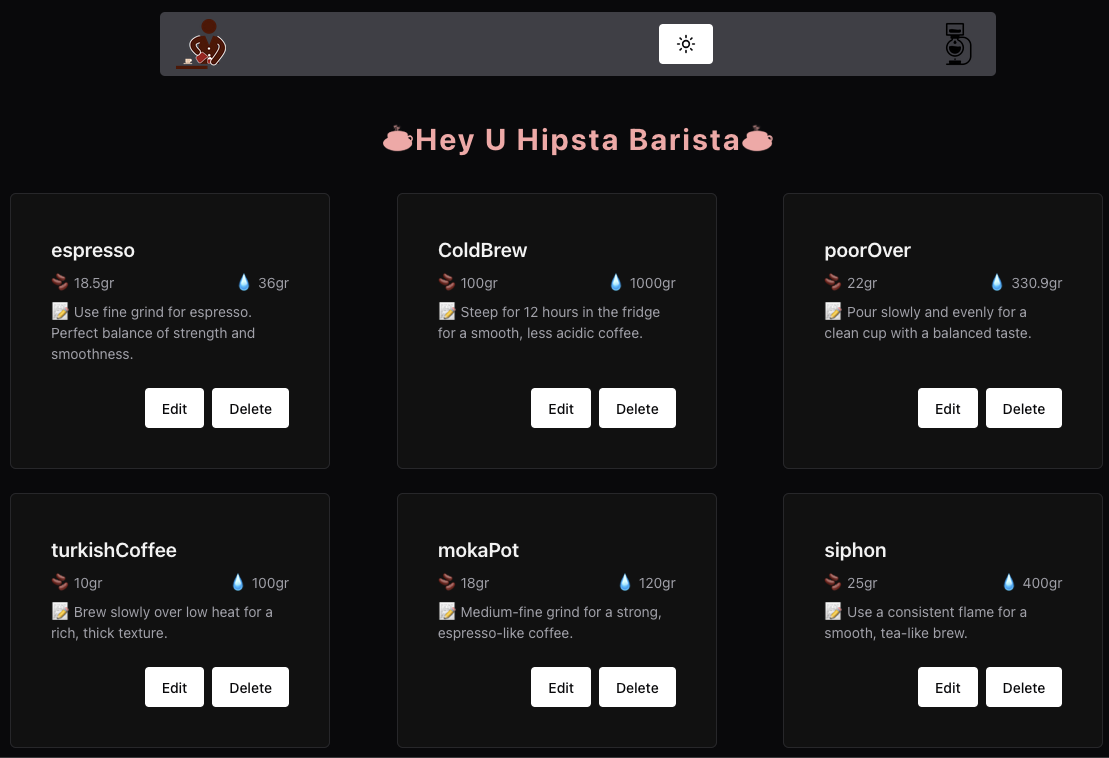 Hey U Hipsta Barista
espresso
18.5gr 36gr
Use fine grind for espresso.
Perfect balance of strength and
smoothness.
Edit Delete
ColdBrew
100gr 1000gr
Steep for 12 hours in the fridge
for a smooth, less acidic coffee.
Edit Delete
poorOver
22gr 330.9gr
Pour slowly and evenly for a
clean cup with a balanced taste.
Edit Delete
turkishCoffee
10gr 100gr
Brew slowly over low heat for a
rich, thick texture.
Edit Delete
mokaPot
18gr 120gr
Medium-fine grind for a strong,
espresso-like coffee.
Edit Delete
siphon
25gr 400gr
Use a consistent flame for a
smooth, tea-like brew.
Edit Delete